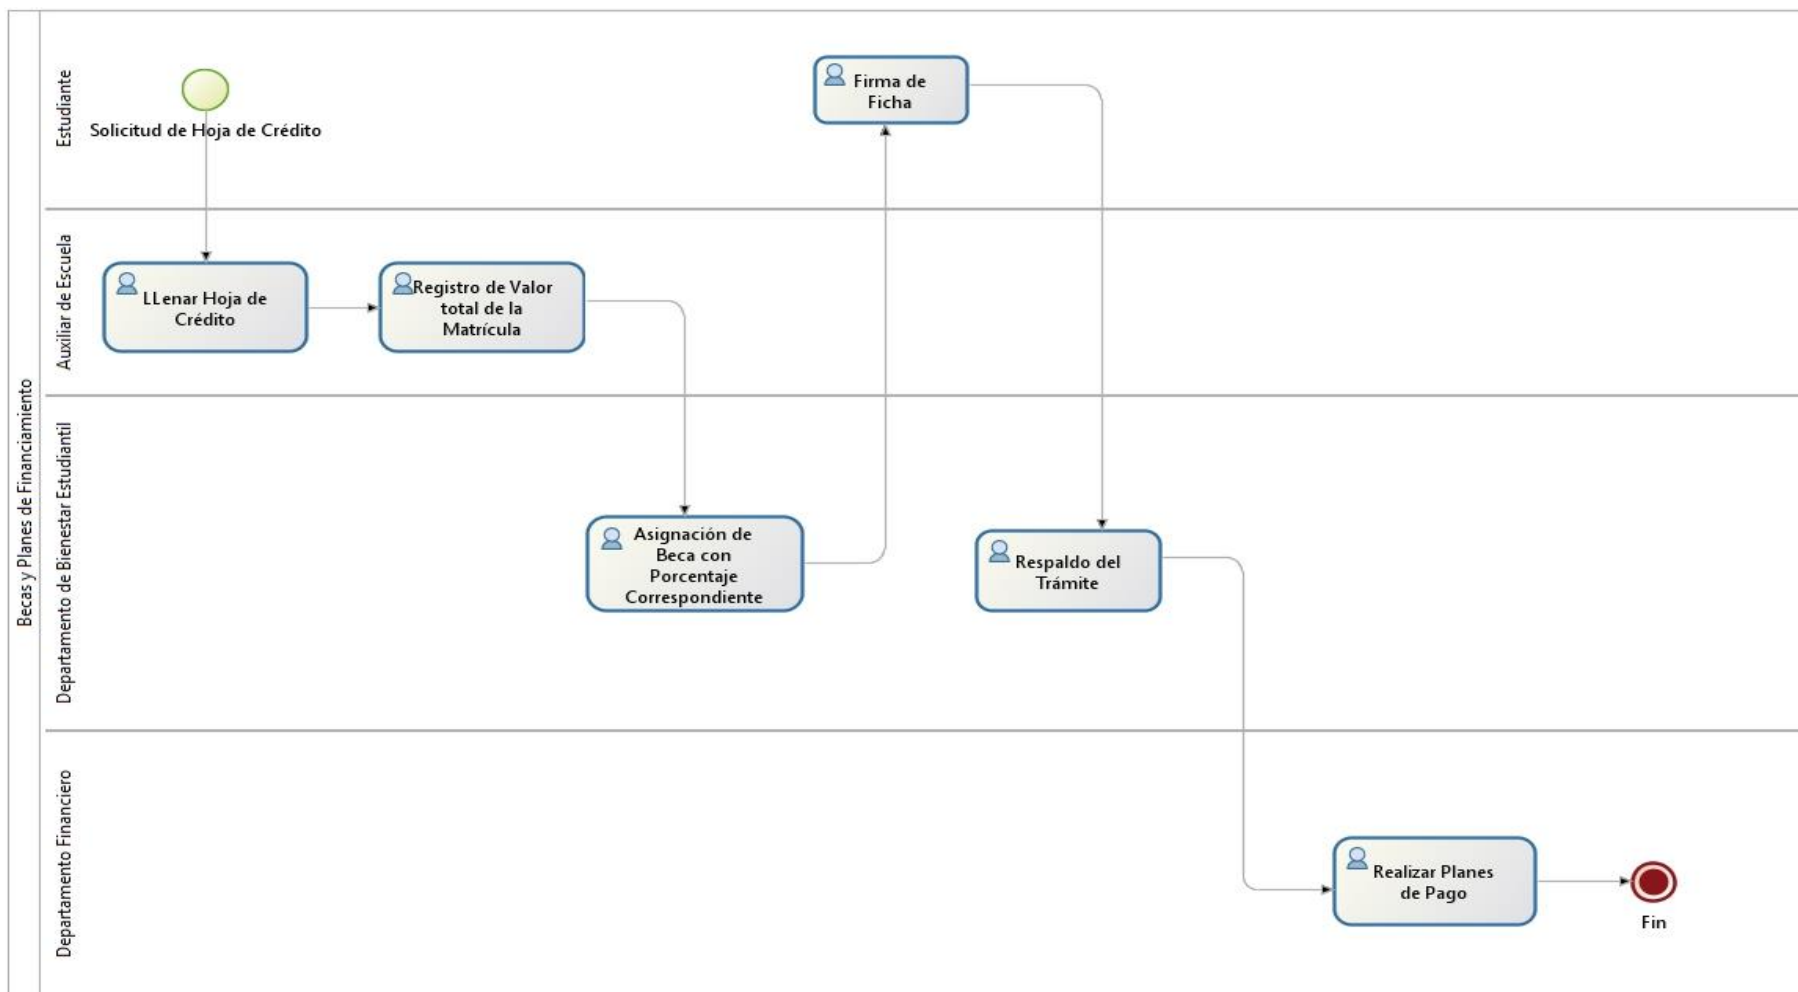 Becas y Planes de Financiamiento
Estudiante
Solicitud de Hoja de Crédito
Firma de
Ficha
Auxiliar de Escuela
LLenar Hoja de
Crédito
Registro de Valor
total de la
Matrícula
Departamento de Bienestar Estudiantil
Asignación de
Beca con
Porcentaje
Correspondiente
Respaldo del
Trámite
Departamento Financiero
Realizar Planes
de Pago
Fin